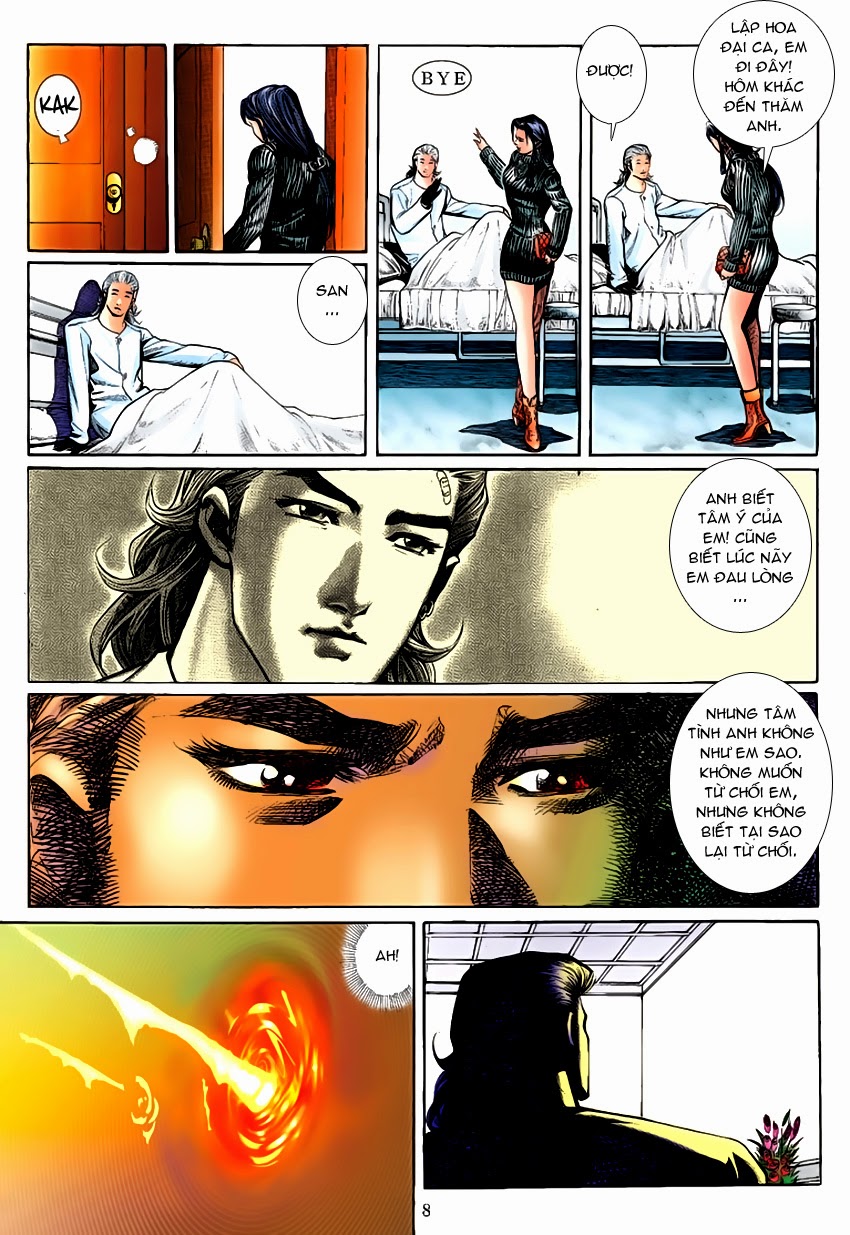 LẬP HOA
ĐẠI CA, EM
ĐI ĐÂY!
HÔM KHÁC
ĐẾN THĂM
ANH.
ĐƯỢC!
BYE
KAK
SAN
...
ANH BIẾT
TÂM Ý CỦA
EM! CŨNG
BIẾT LÚC NÃY
EM ĐAU LÒNG
...
NHƯNG TÂM
TÌNH ANH KHÔNG
NHƯ EM SAO.
KHÔNG MUỐN
TỪ CHỐI EM,
NHƯNG KHÔNG
BIẾT TẠI SAO
LẠI TỪ CHỐI.
AH!
8